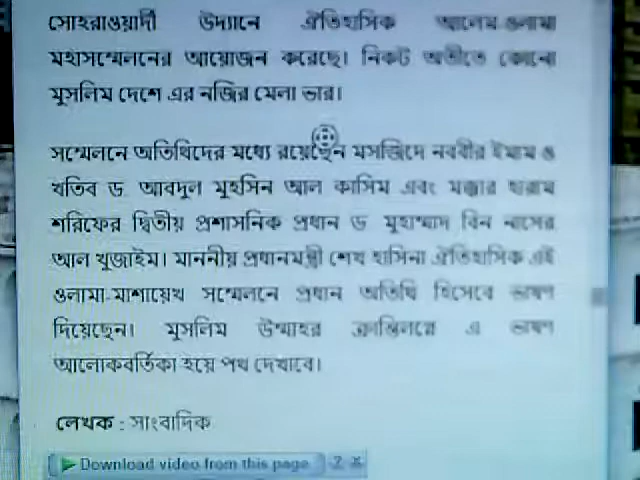 সোহরাওয়ার্দী উদ্যানে ঐতিহাসিক আলেম-ওলামা
মহাসম্মেলনের আয়োজন করেছে। নিকট অতীতে কোনো
মুসলিম দেশে এর নজির মেলা ভার।
সম্মেলনে অতিথিদের মধ্যে রয়েছেন মসজিদে নববীর ইমাম ও
খতিব ড. আবদুল মুহসিন আল কাসিম এবং মক্কার হারাম
শরিফের দ্বিতীয় প্রশাসনিক প্রধান ড মুহাম্মাদ বিন নাসের
আল খুজাইম। মাননীয় প্রধানমন্ত্রী শেখ হাসিনা ঐতিহাসিক এই
ওলামা-মাশায়েখ সম্মেলনে প্রধান অতিথি হিসেবে ভাষণ
দিয়েছেন। মুসলিম উম্মাহর ক্রান্তিলগ্নে এ ভাষণ
আলোকবর্তিকা হয়ে পথ দেখাবে।
লেখক : সাংবাদিক
Download video from this page ? x